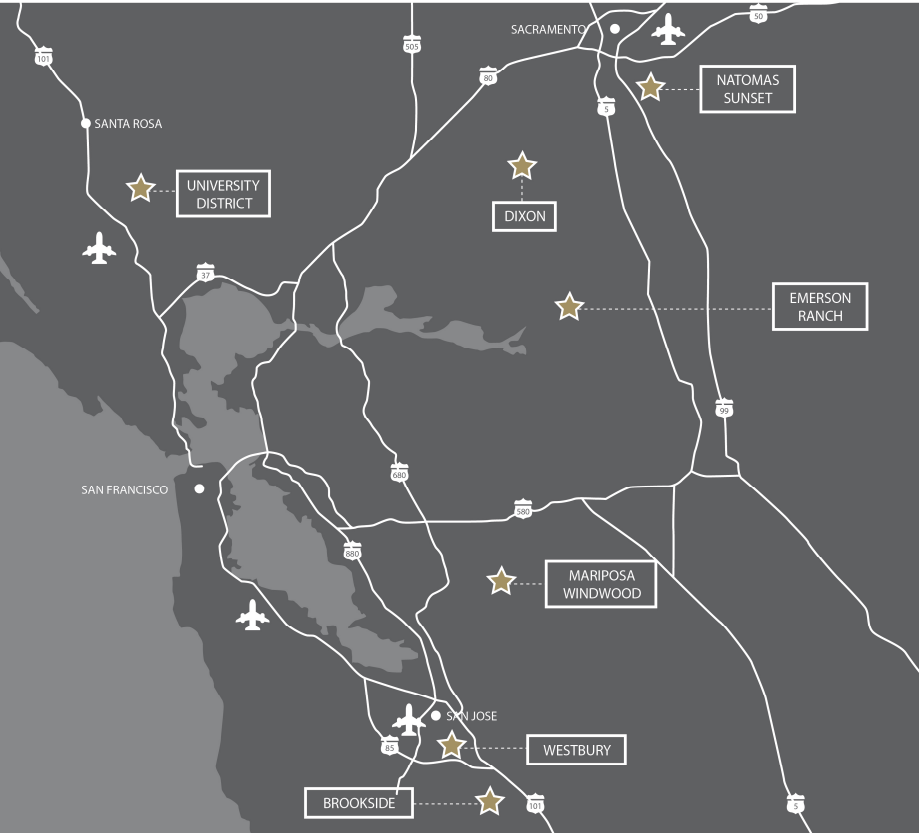 50
SACRAMENTO
505
101
80
NATOMAS
SUNSET
5
SANTA ROSA
UNIVERSITY
DISTRICT
DIXON
37
EMERSON
RANCH
99
680
SAN FRANCISCO
580
880
MARIPOSA
WINDWOOD
SAN JOSE
85
WESTBURY
BROOKSIDE
101
5